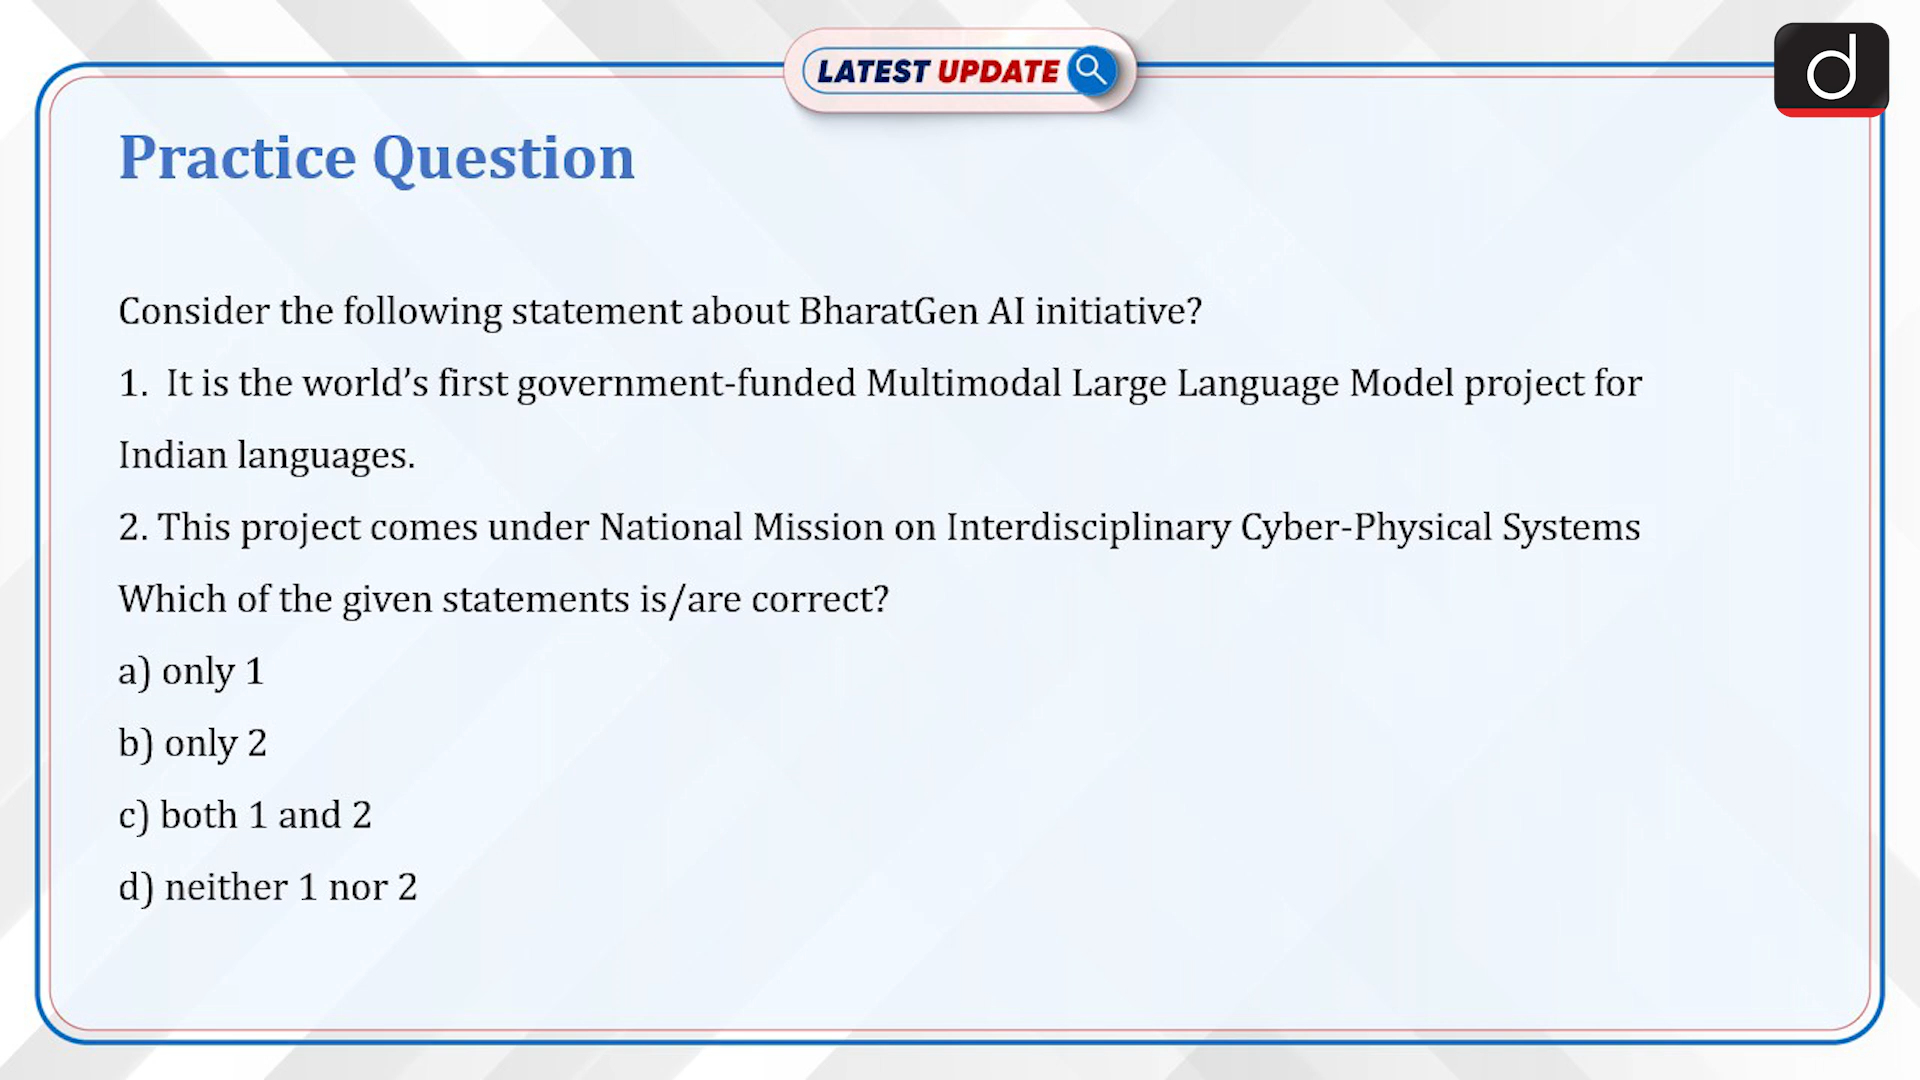 LATEST UPDATE
d
Practice Question
Consider the following statement about BharatGen AI initiative?
1. It is the world’s first government-funded Multimodal Large Language Model project for
Indian languages.
2. This project comes under National Mission on Interdisciplinary Cyber-Physical Systems
Which of the given statements is/are correct?
a) only 1
b) only 2
c) both 1 and 2
d) neither 1 nor 2